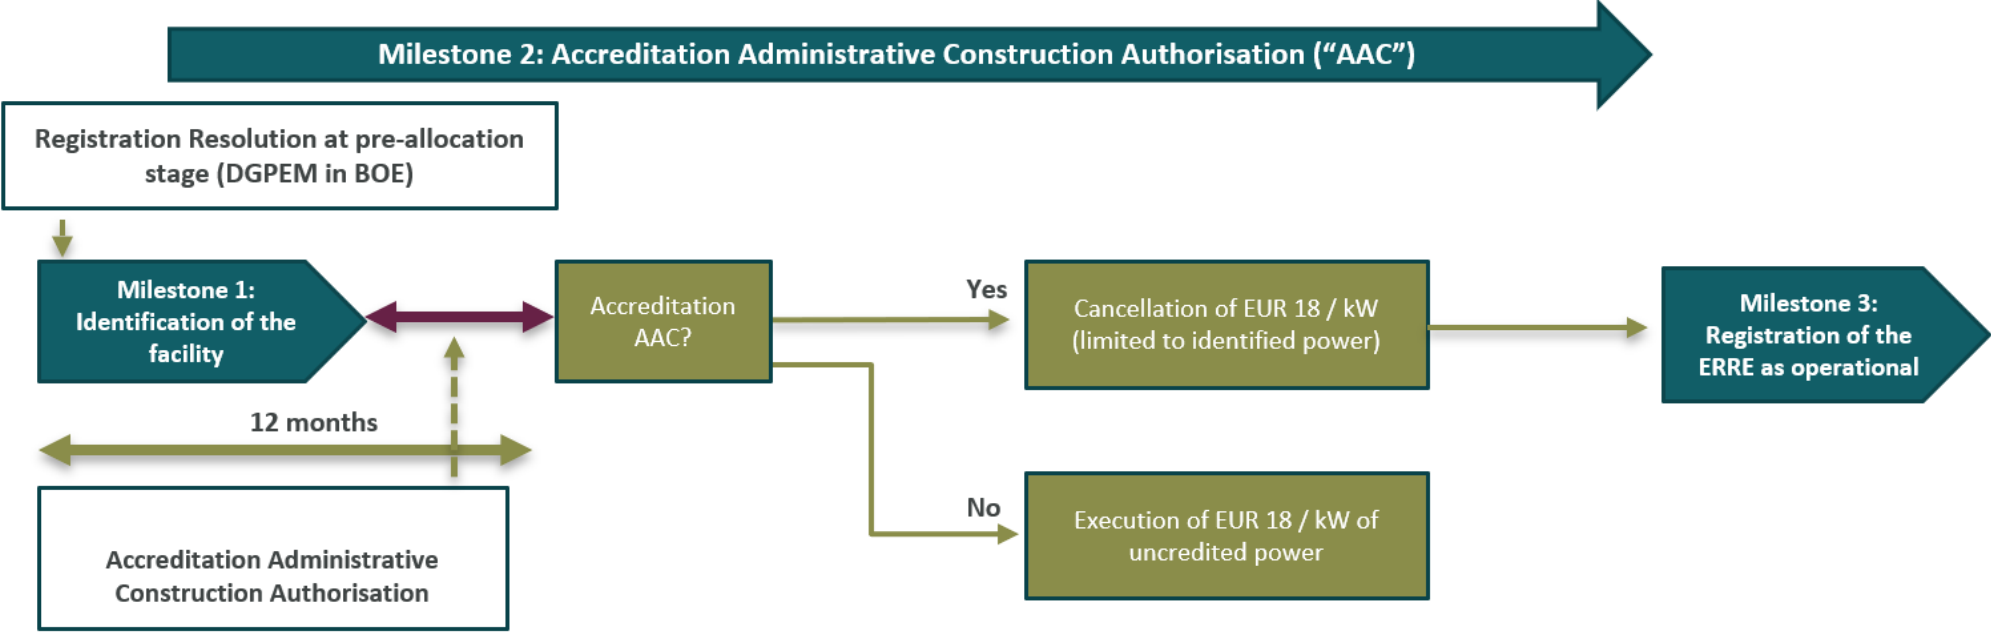 Milestone 2: Accreditation Administrative Construction Authorisation (“AAC”)
Registration Resolution at pre-allocation
stage (DGPEM in BOE)
Milestone 1:
Identification of the
facility
Accreditation
AAC?
Yes
Cancellation of EUR 18 / kW
(limited to identified power)
Milestone 3:
Registration of the
ERRE as operational
12 months
No
Execution of EUR 18 / kW of
uncredited power
Accreditation Administrative
Construction Authorisation